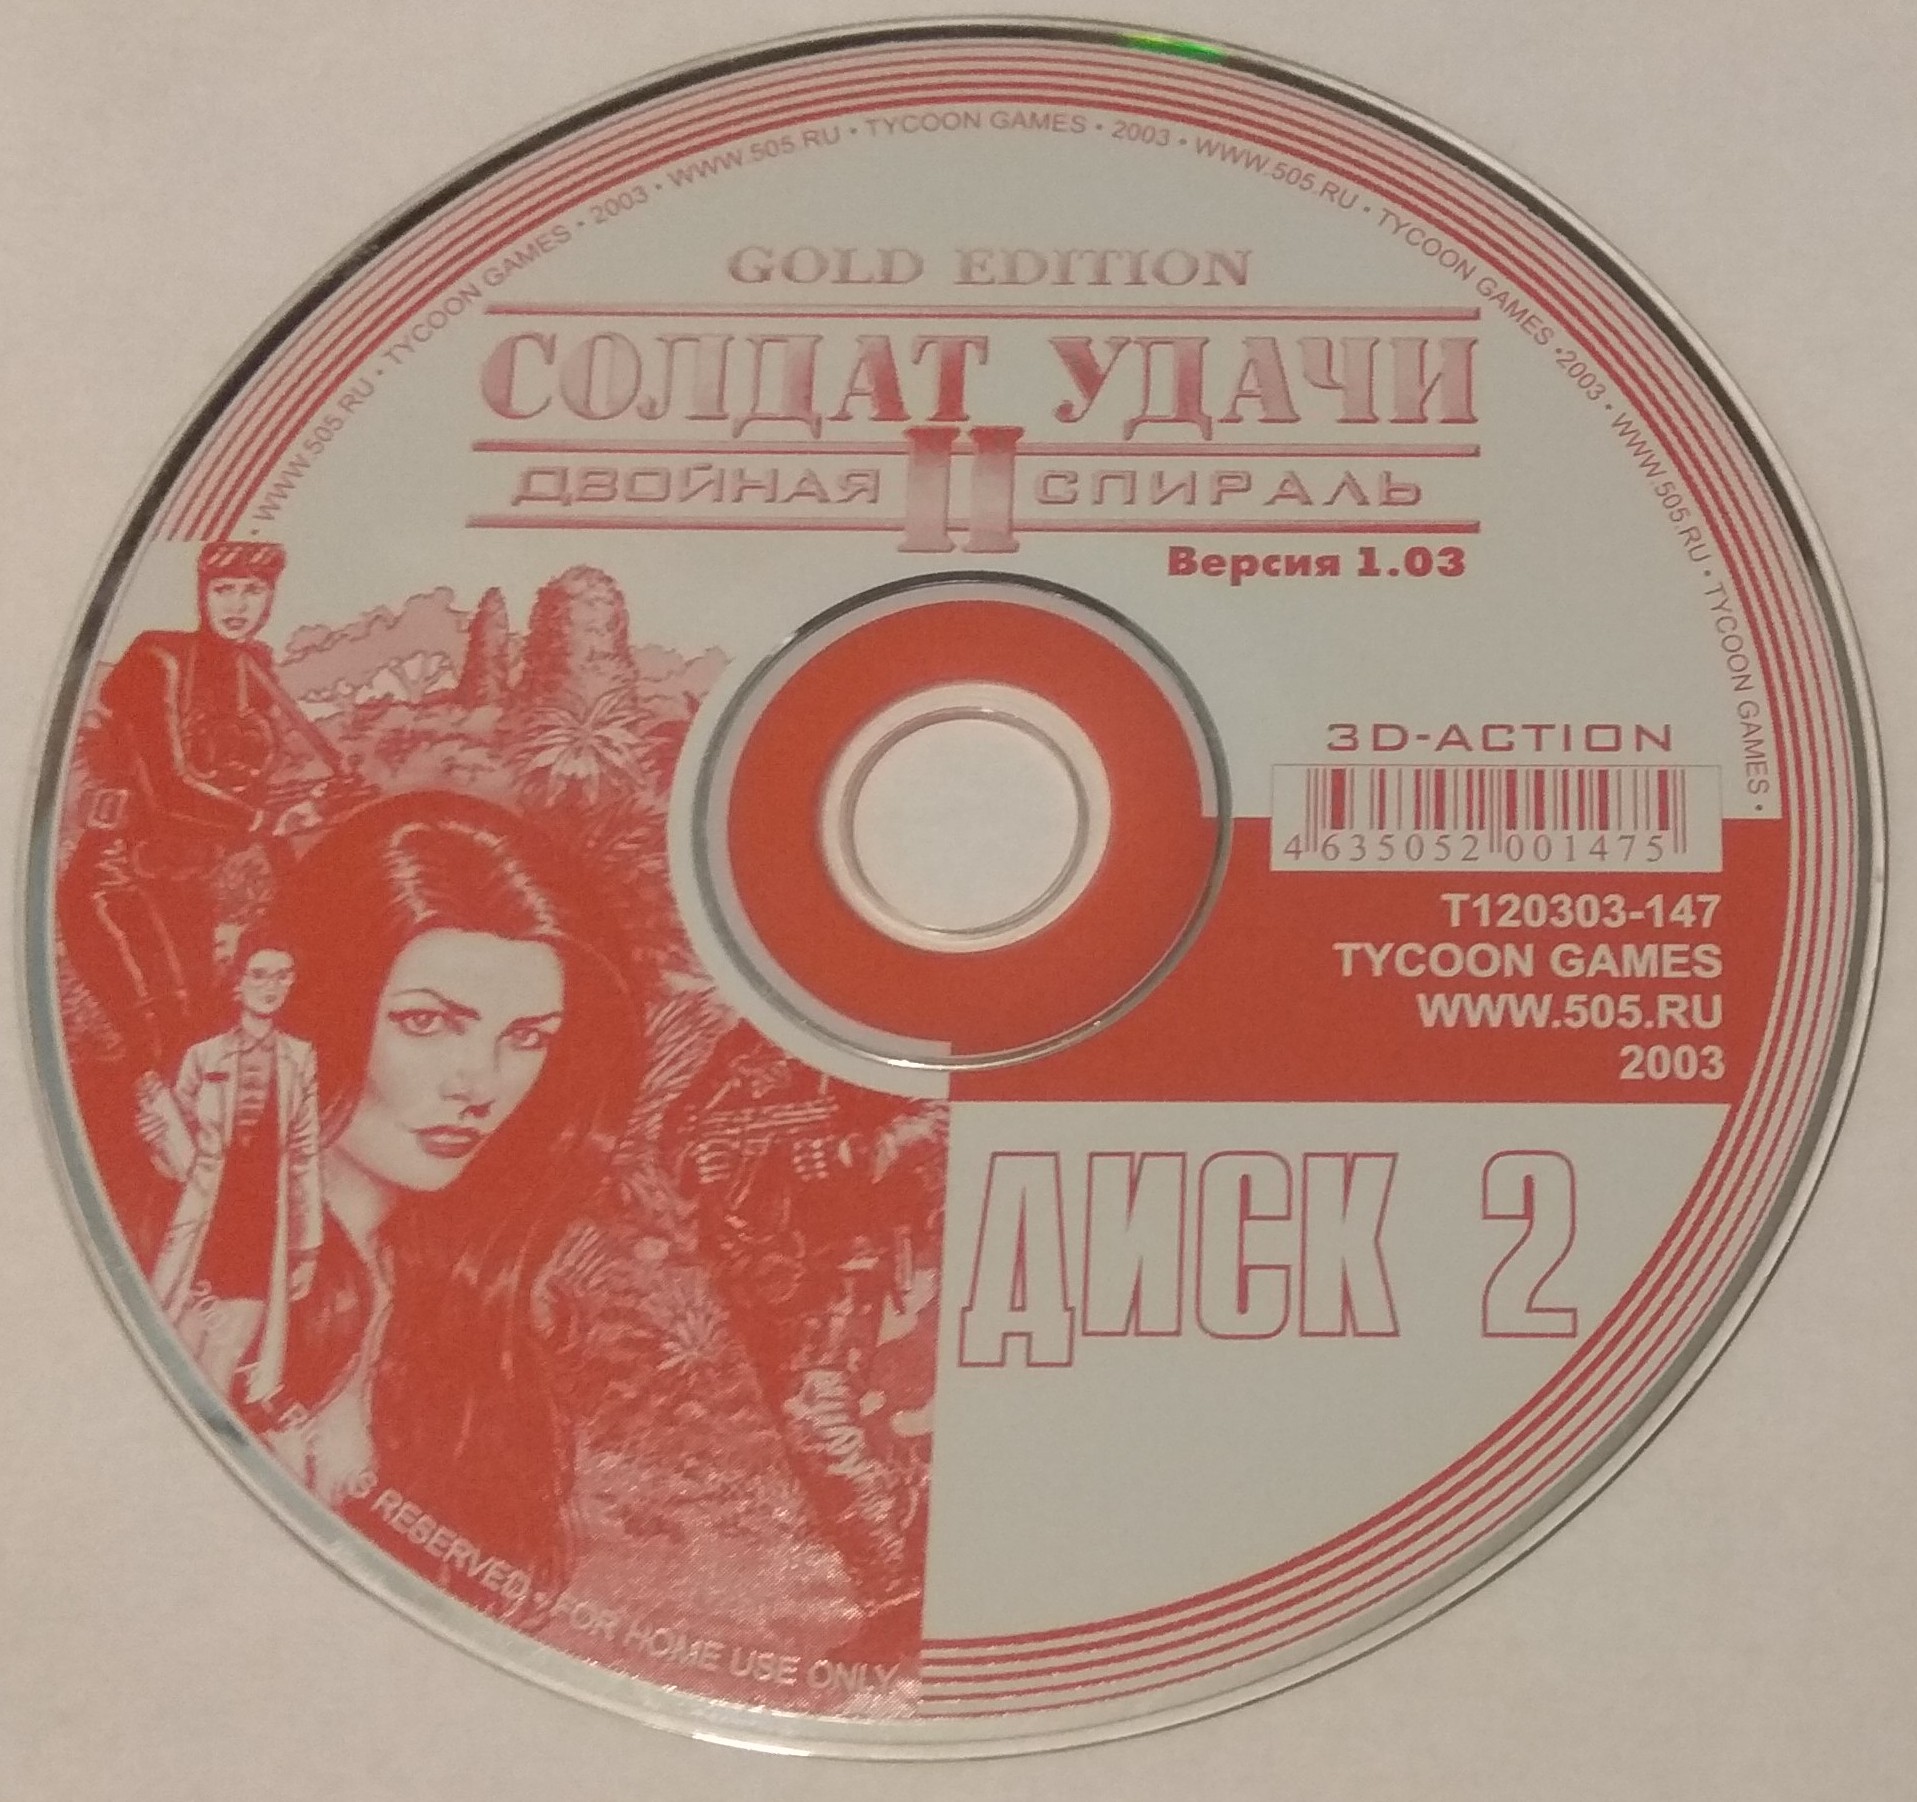 • WWW.505.RU • TYCOON GAMES • 2003 • WWW.505.RU • TYCOON GAMES • 2003 • WWW.505.RU • TYCOON GAMES • 2003 • WWW.505.RU • TYCOON GAMES •
GOLD EDITION
СОЛДАТ УДАЧИ
II
ДВОЙНАЯ СПИРАЛЬ
Версия 1.03
3D-ACTION
4 635052 001475
T120303-147
TYCOON GAMES
WWW.505.RU
2003
ДИСК 2
RESERVED • FOR HOME USE ONLY